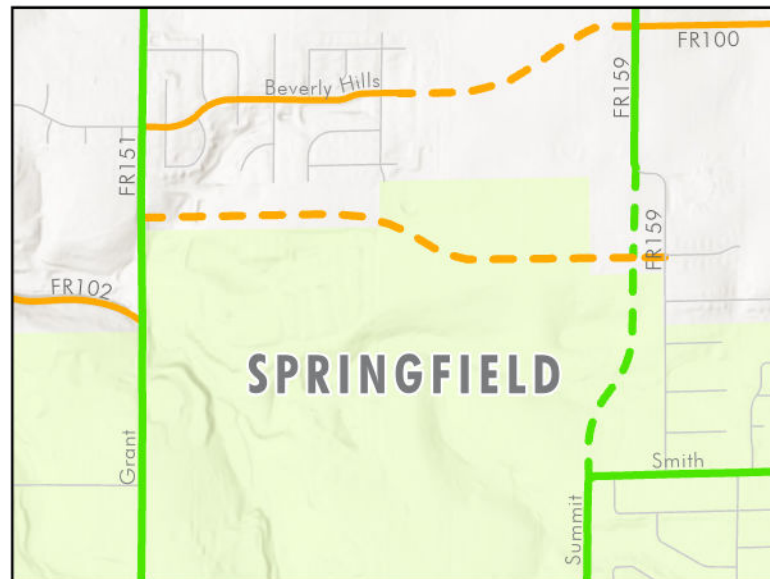 FR100
Beverly Hills
FR159
FR151
FR159
FR102
SPRINGFIELD
Grant
Smith
Summit